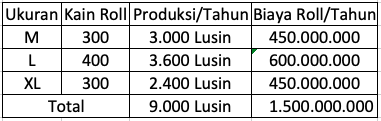 Ukuran Kain Roll Produksi/Tahun Biaya Roll/Tahun
M 300 3.000 Lusin 450.000.000
L 400 3.600 Lusin 600.000.000
XL 300 2.400 Lusin 450.000.000
Total 9.000 Lusin 1.500.000.000